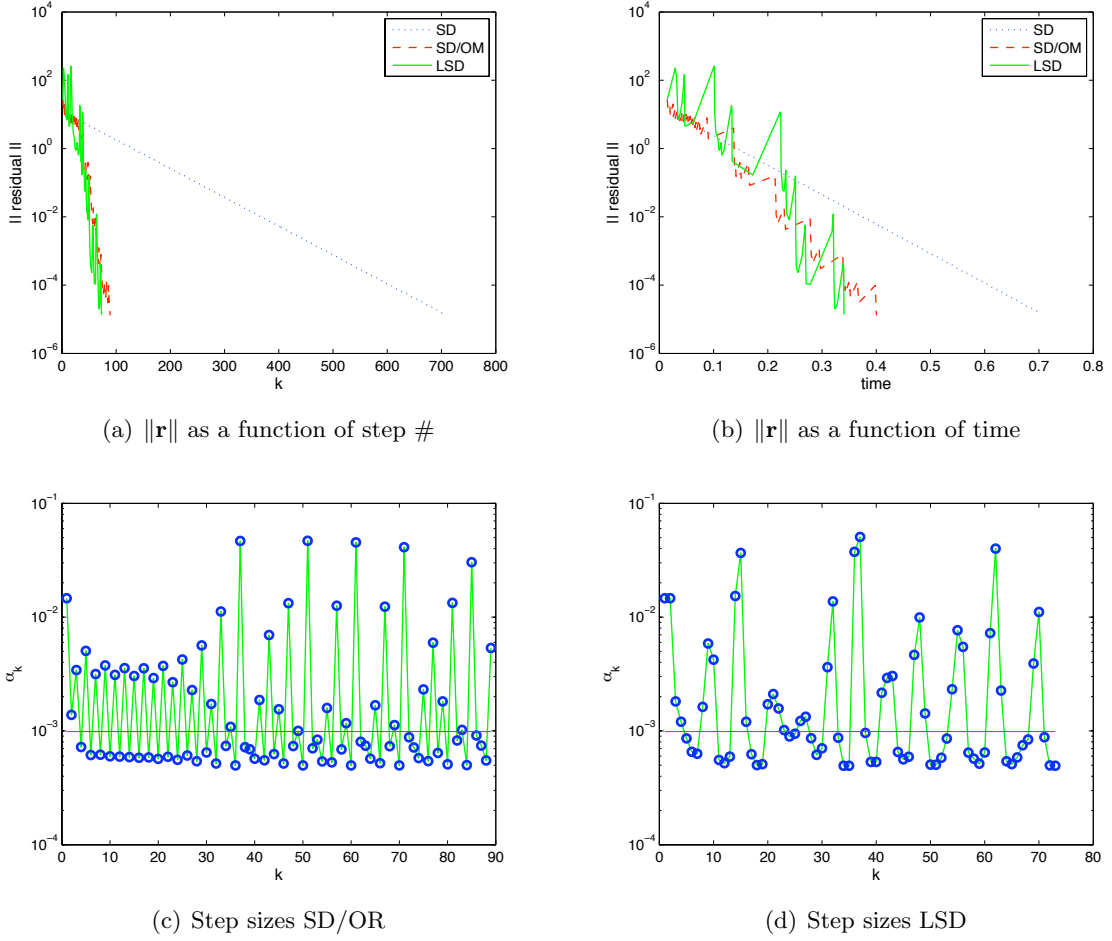 10^4
10^2
10^0
10^−2
10^−4
10^−6
|| residual ||
SD
SD/OM
LSD
0 100 200 300 400 500 600 700 800
k
(a) ‖r‖ as a function of step #
10^4
10^2
10^0
10^−2
10^−4
10^−6
|| residual ||
SD
SD/OM
LSD
0 0.1 0.2 0.3 0.4 0.5 0.6 0.7 0.8
time
(b) ‖r‖ as a function of time
10^−1
10^−2
10^−3
10^−4
α_k
0 10 20 30 40 50 60 70 80 90
k
(c) Step sizes SD/OR
10^−1
10^−2
10^−3
10^−4
α_k
0 10 20 30 40 50 60 70 80
k
(d) Step sizes LSD